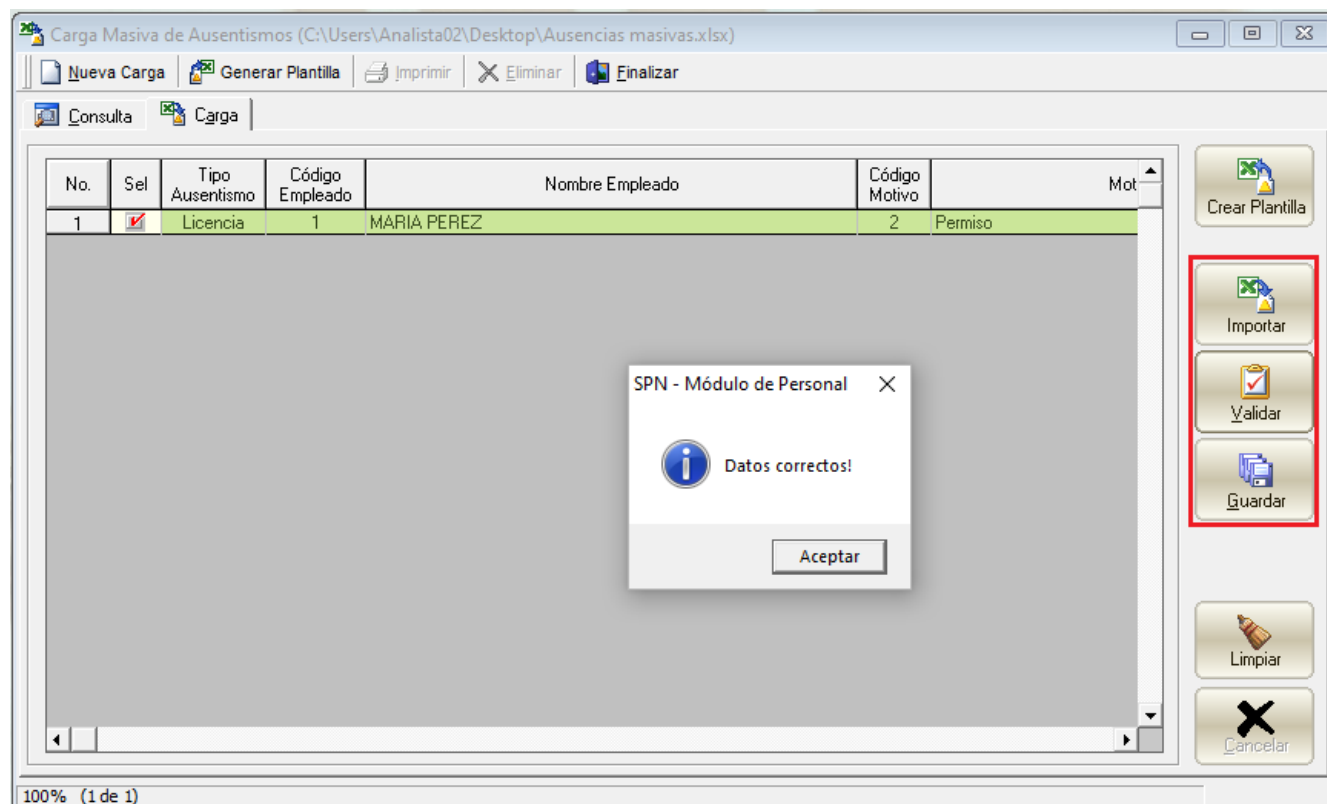 Carga Masiva de Ausentismos (C:\Users\Analista02\Desktop\Ausencias masivas.xlsx)
Nueva Carga Generar Plantilla Imprimir Eliminar Finalizar
Consulta Carga
No. Sel Tipo Ausentismo Código Empleado Nombre Empleado Código Motivo Mot
1 Licencia 1 MARIA PEREZ 2 Permiso
Crear Plantilla
Importar
Validar
Guardar
SPN - Módulo de Personal
Datos correctos!
Aceptar
Limpiar
Cancelar
100% (1 de 1)